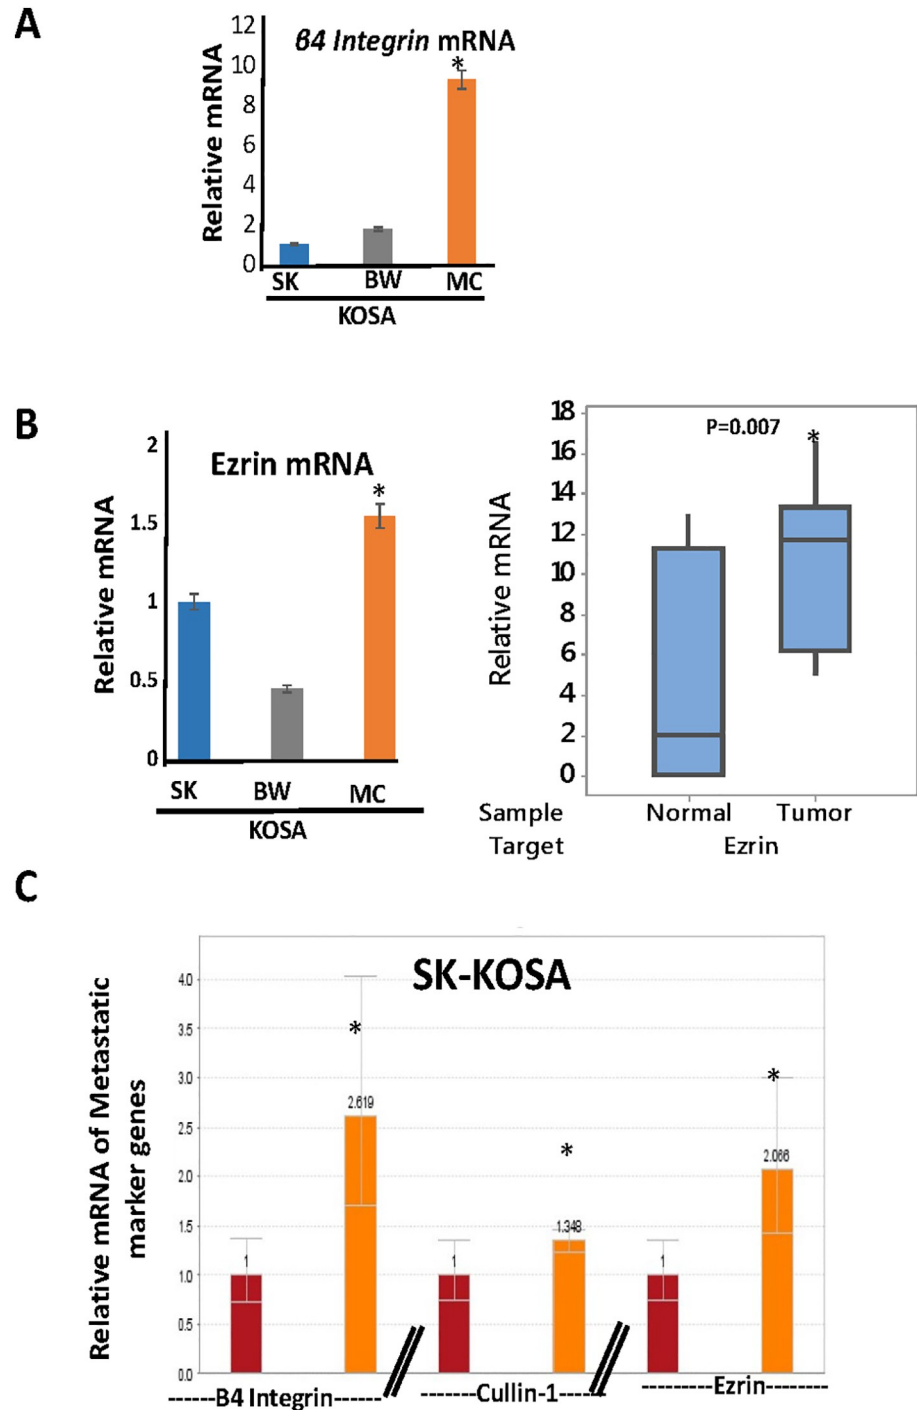 A
β4 Integrin mRNA
Relative mRNA
12
10
8
6
4
2
0
*
SK BW MC
KOSA
B
Ezrin mRNA
Relative mRNA
2
1.5
1
0.5
0
*
SK BW MC
KOSA
P=0.007
*
Relative mRNA
18
16
14
12
10
8
6
4
2
0
Sample Normal Tumor
Target Ezrin
C
SK-KOSA
Relative mRNA of Metastatic
marker genes
4.0
3.5
3.0
2.5
2.0
1.5
1.0
0.5
0.0
*
*
*
1
2.619
1
1.348
1
2.066
------B4 Integrin------ ------Cullin-1----- -------Ezrin------